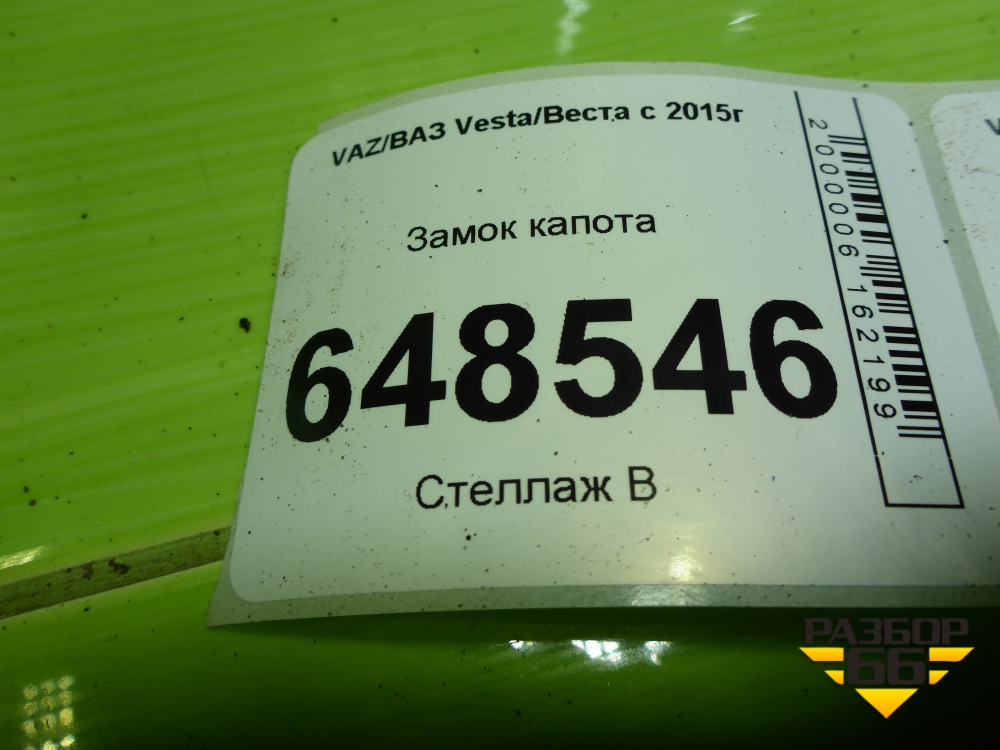 VAZ/ВАЗ Vesta/Веста с 2015г
Замок капота
648546
Стеллаж В
2000006162199
РАЗБОР
66